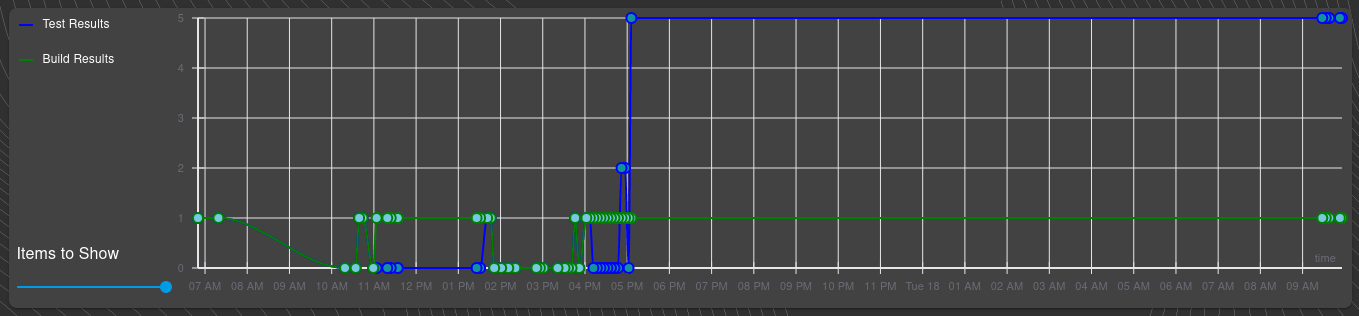 Test Results
Build Results
5
4
3
2
1
0
time
Items to Show
07 AM 08 AM 09 AM 10 AM 11 AM 12 PM 01 PM 02 PM 03 PM 04 PM 05 PM 06 PM 07 PM 08 PM 09 PM 10 PM 11 PM Tue 18 01 AM 02 AM 03 AM 04 AM 05 AM 06 AM 07 AM 08 AM 09 AM